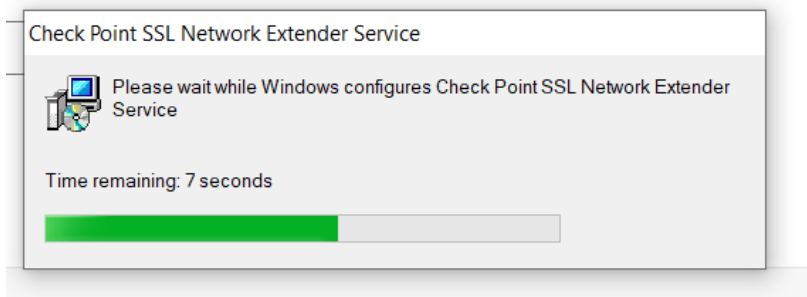 Check Point SSL Network Extender Service
Please wait while Windows configures Check Point SSL Network Extender
Service
Time remaining: 7 seconds